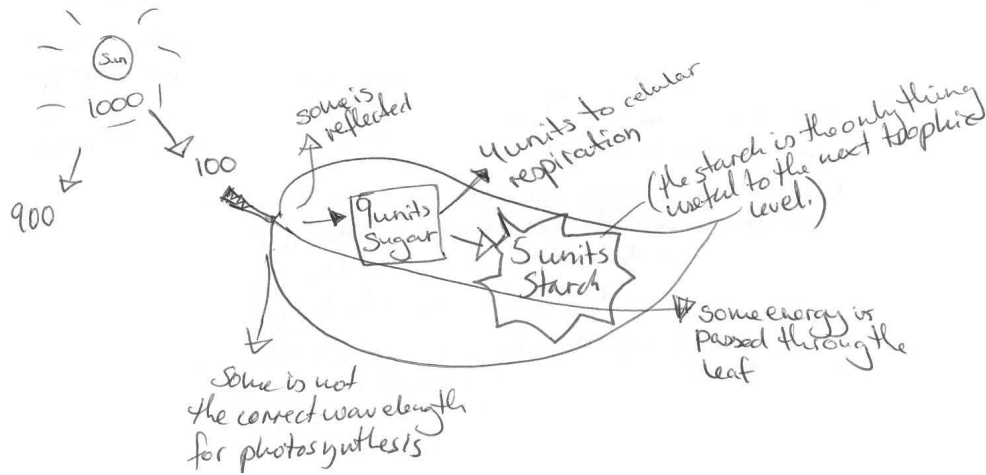 Sun
1000
900
100
some is
reflected
4 units to celular
respiration
(the starch is the only thing
useful to the next trophic
level.)
9 units
Sugar
5 units
Starch
some energy is
passed through the
leaf
Some is not
the correct wavelength
for photosynthesis